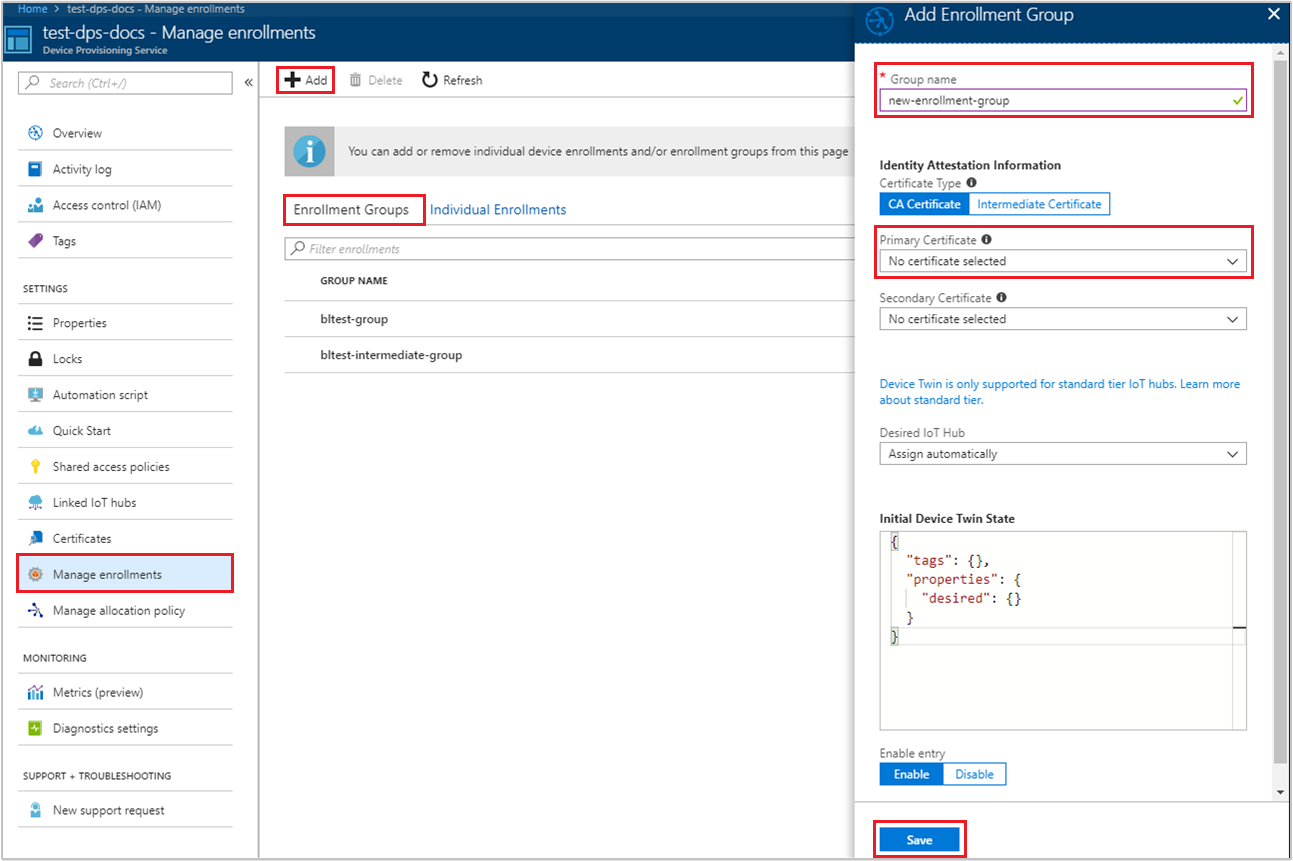 Home > test-dps-docs - Manage enrollments
test-dps-docs - Manage enrollments
Device Provisioning Service
Search (Ctrl+/)
«
Overview
Activity log
Access control (IAM)
Tags
SETTINGS
Properties
Locks
Automation script
Quick Start
Shared access policies
Linked IoT hubs
Certificates
Manage enrollments
Manage allocation policy
MONITORING
Metrics (preview)
Diagnostics settings
SUPPORT + TROUBLESHOOTING
New support request
Add Delete Refresh
You can add or remove individual device enrollments and/or enrollment groups from this page
Enrollment Groups Individual Enrollments
Filter enrollments
GROUP NAME
bltest-group
bltest-intermediate-group
Add Enrollment Group
* Group name
new-enrollment-group
Identity Attestation Information
Certificate Type
CA Certificate Intermediate Certificate
Primary Certificate
No certificate selected
Secondary Certificate
No certificate selected
Device Twin is only supported for standard tier IoT hubs. Learn more
about standard tier.
Desired IoT Hub
Assign automatically
Initial Device Twin State
{
"tags": {},
"properties": {
"desired": {}
}
}
Enable entry
Enable Disable
Save